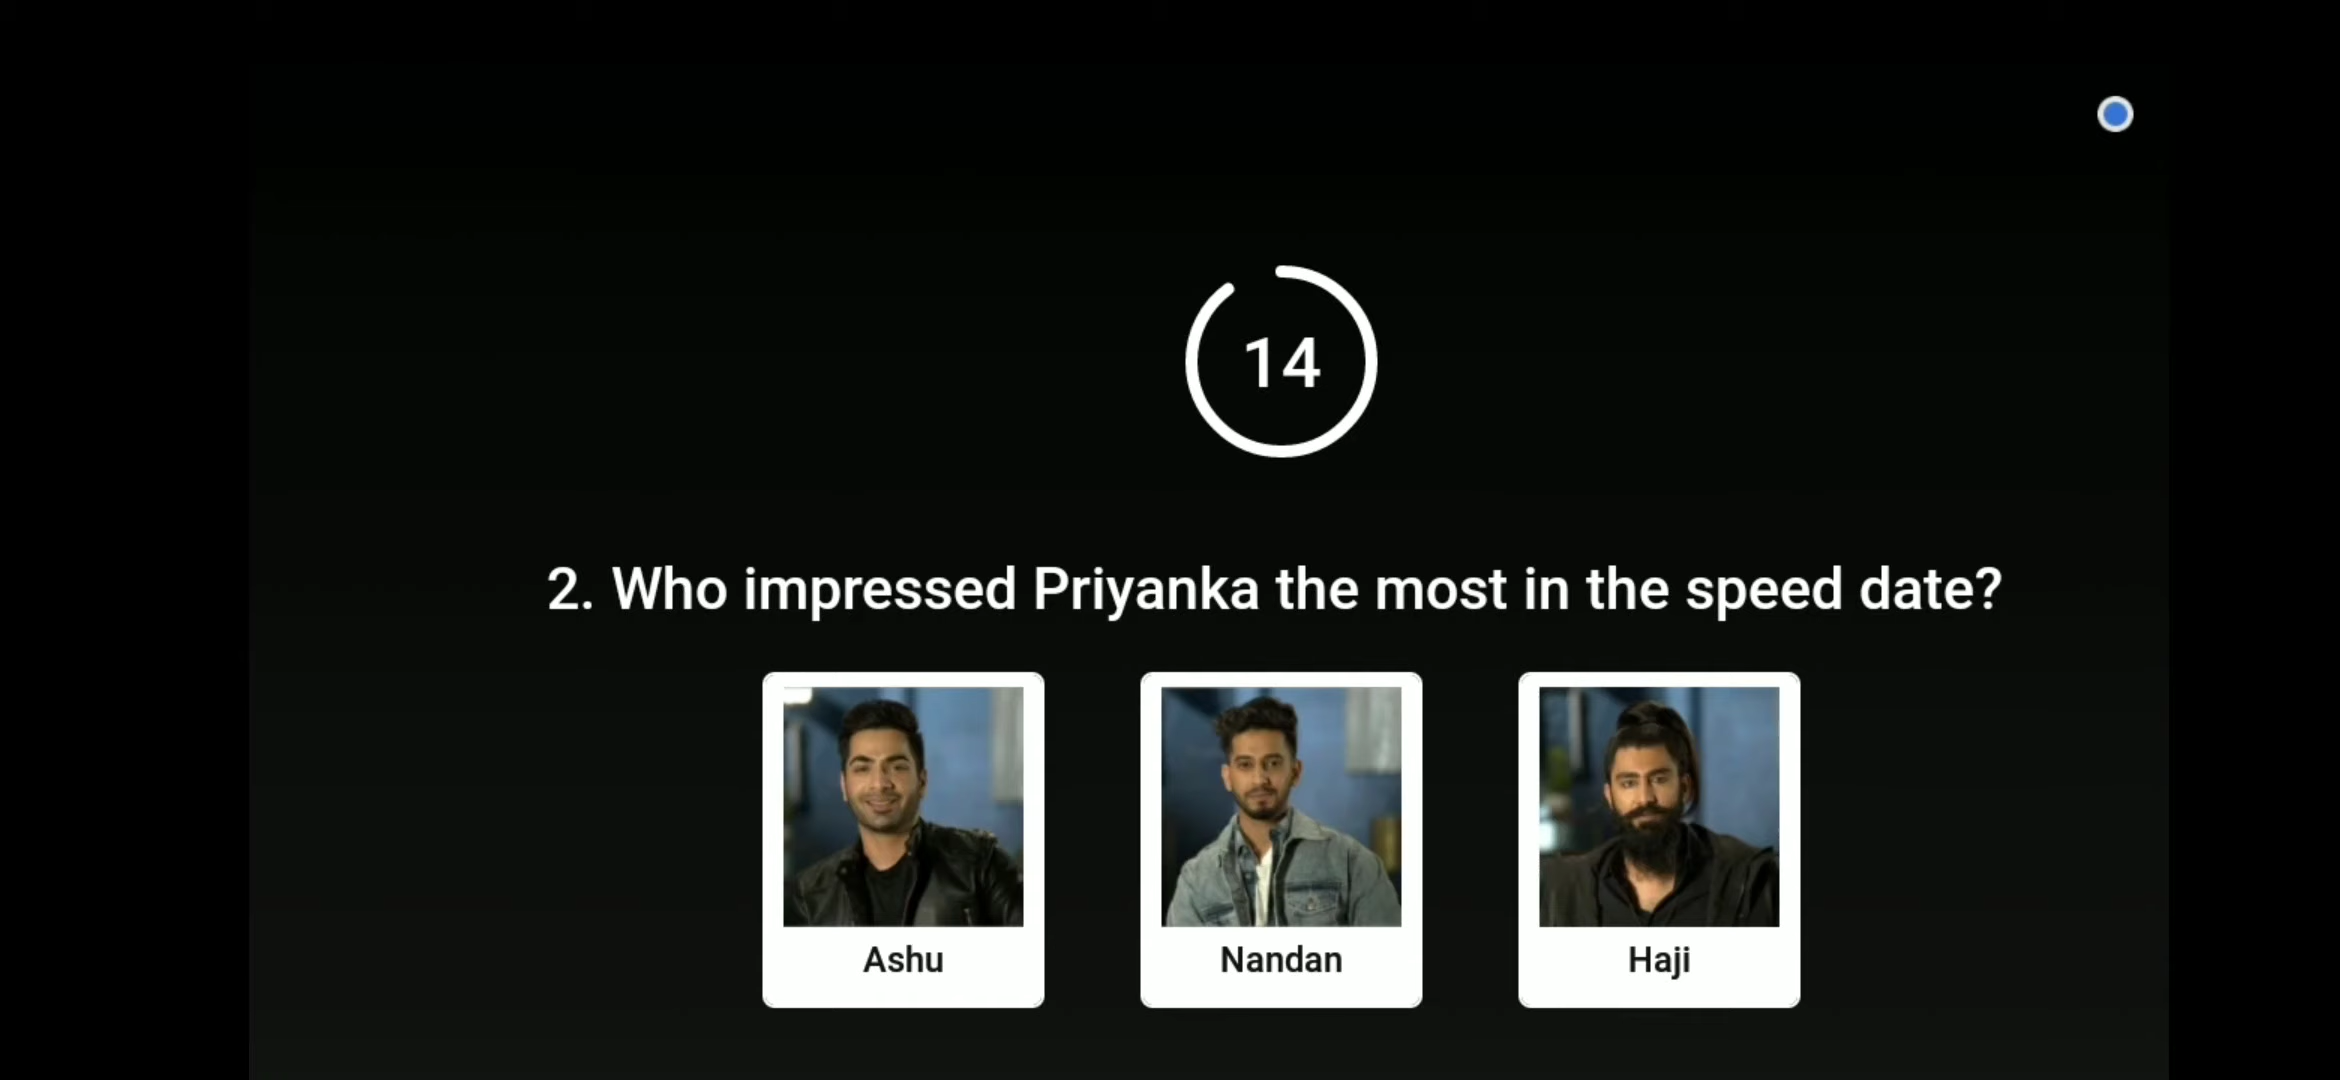 14
2. Who impressed Priyanka the most in the speed date?
Ashu
Nandan
Haji